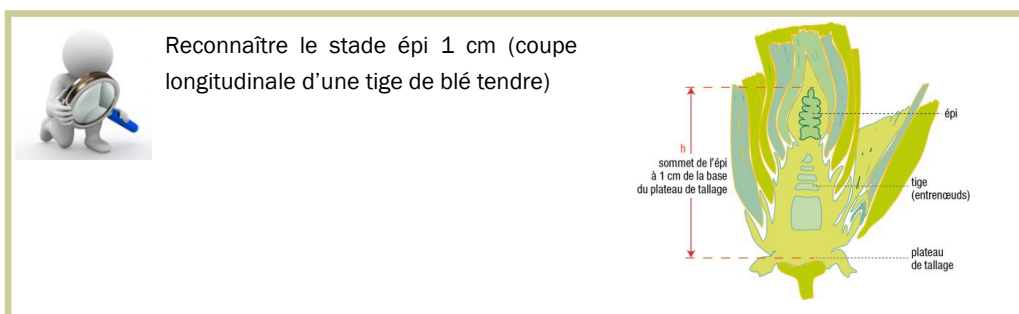 Reconnaître le stade épi 1 cm (coupe
longitudinale d'une tige de blé tendre)
h
sommet de l'épi
à 1 cm de la base
du plateau de tallage
épi
tige
(entrenœuds)
plateau
de tallage